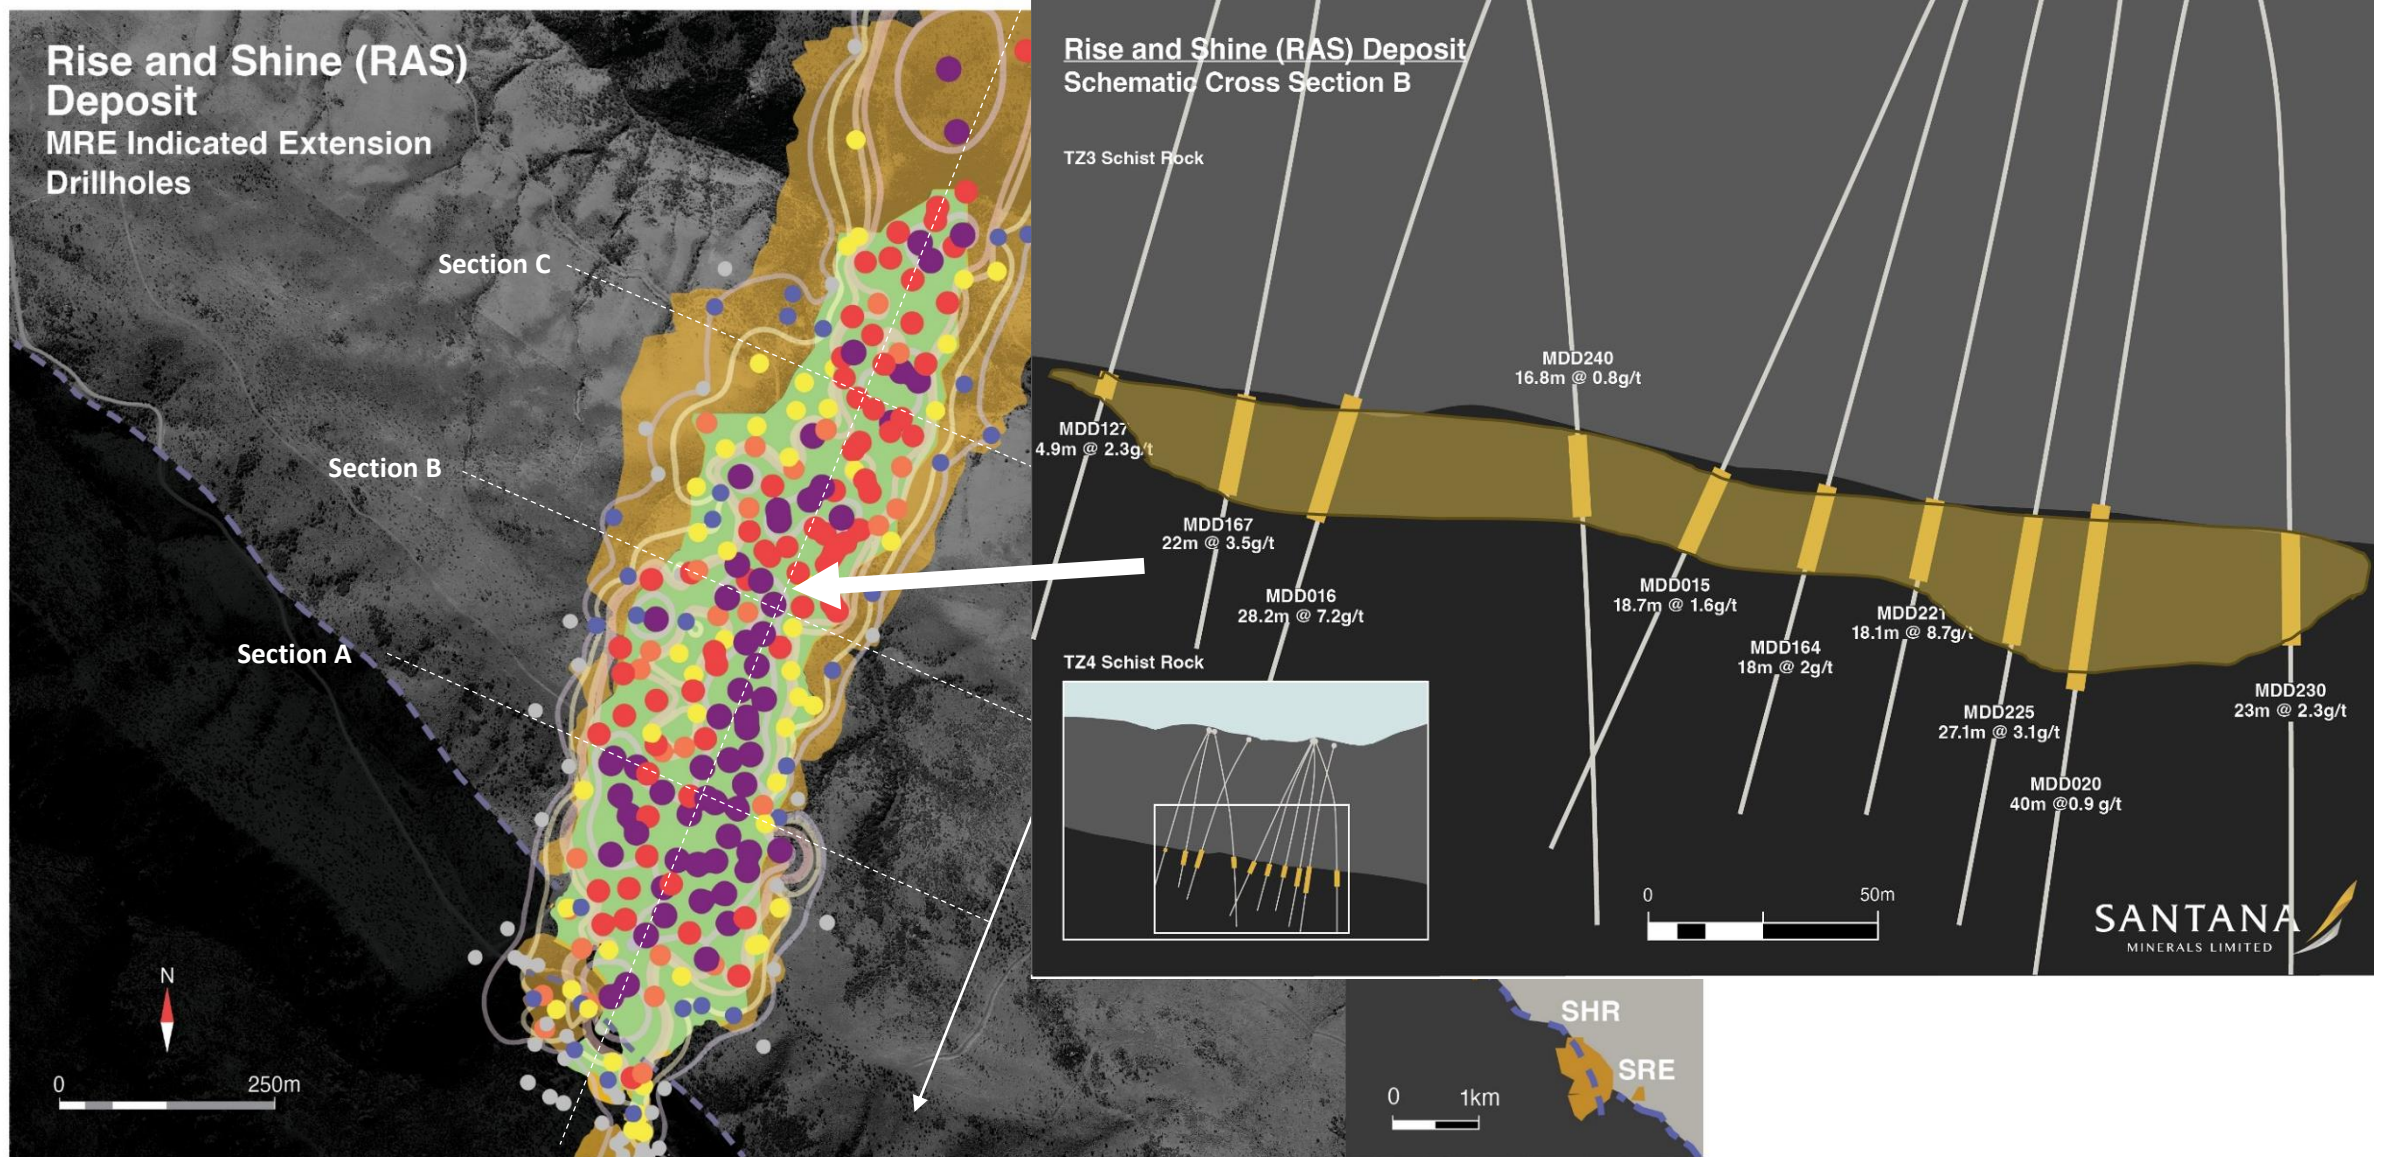 Rise and Shine (RAS)
Deposit
MRE Indicated Extension
Drillholes
Section C
Section B
Section A
N
0 250m
Rise and Shine (RAS) Deposit
Schematic Cross Section B
TZ3 Schist Rock
MDD240
16.8m @ 0.8g/t
MDD127
4.9m @ 2.3g/t
MDD167
22m @ 3.5g/t
MDD016
28.2m @ 7.2g/t
MDD015
18.7m @ 1.6g/t
MDD164
18m @ 2g/t
MDD221
18.1m @ 8.7g/t
MDD225
27.1m @ 3.1g/t
MDD020
40m @0.9 g/t
MDD230
23m @ 2.3g/t
TZ4 Schist Rock
0 50m
SANTANA
MINERALS LIMITED
SHR
SRE
0 1km